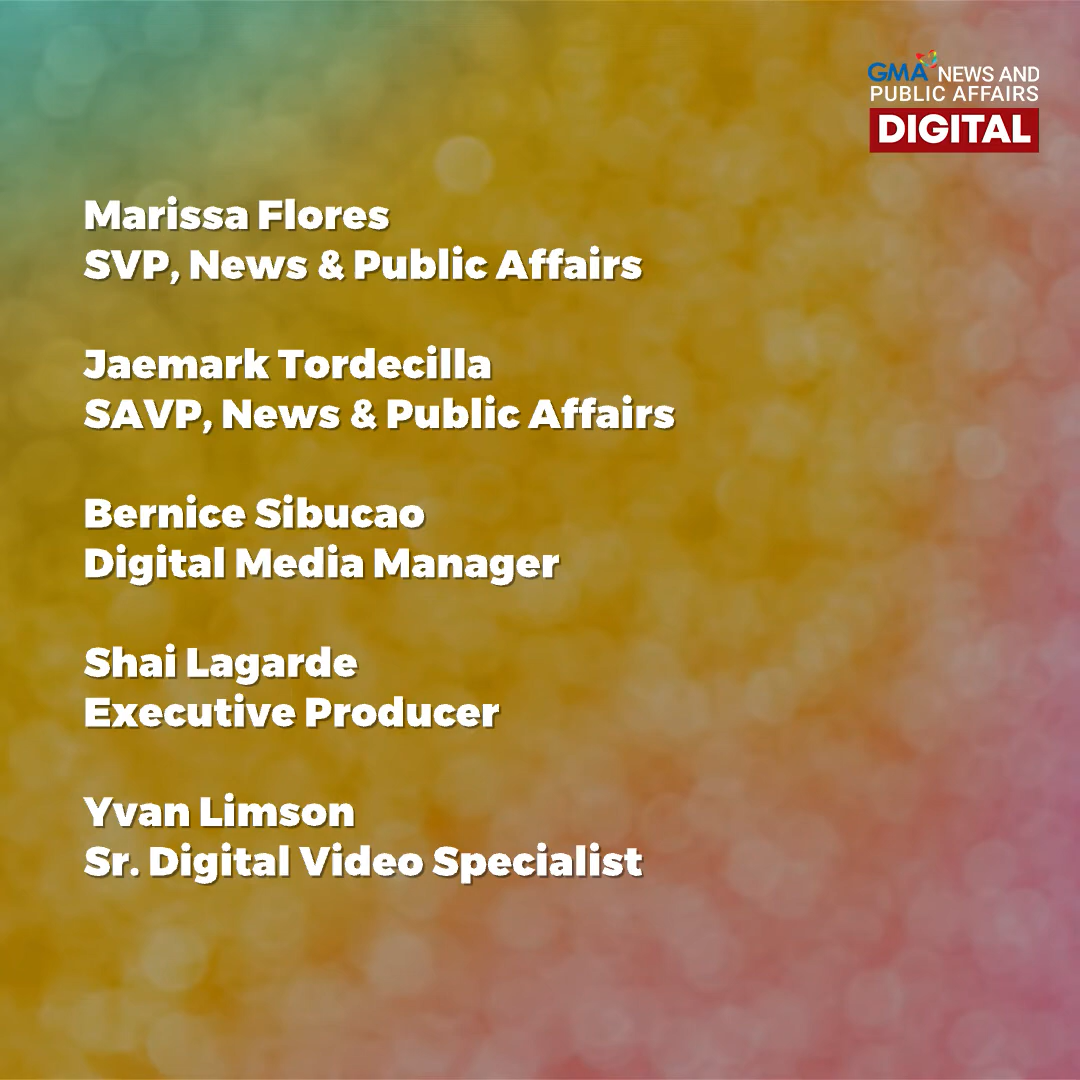 GMA NEWS AND
PUBLIC AFFAIRS
DIGITAL
Marissa Flores
SVP, News & Public Affairs
Jaemark Tordecilla
SAVP, News & Public Affairs
Bernice Sibucao
Digital Media Manager
Shai Lagarde
Executive Producer
Yvan Limson
Sr. Digital Video Specialist